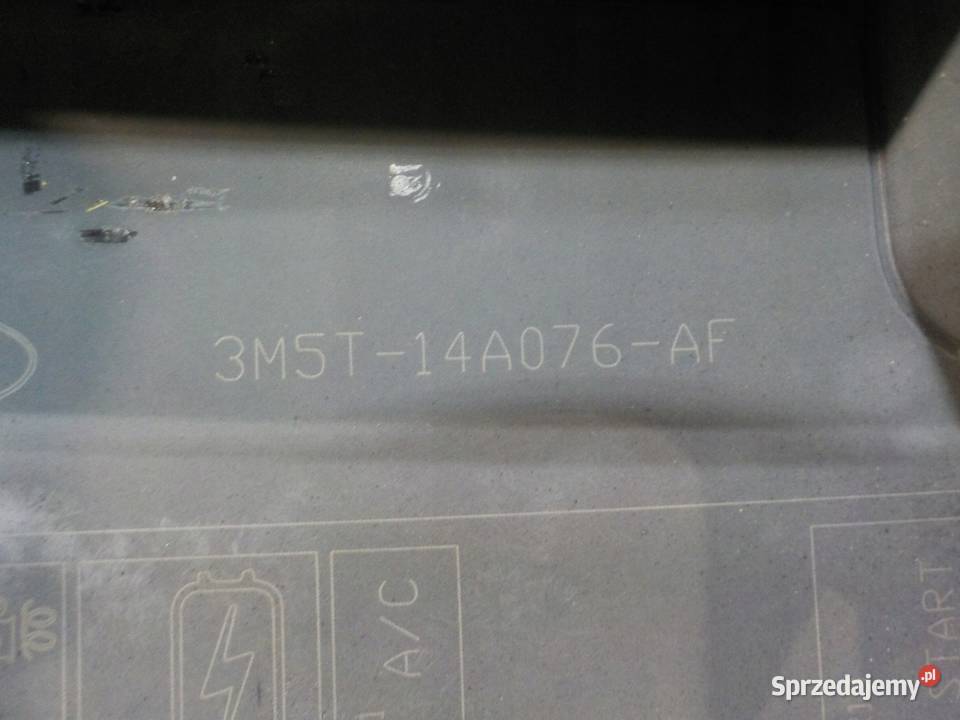 3M5T-14A076-AF
A/C
START
Sprzedajemy.pl